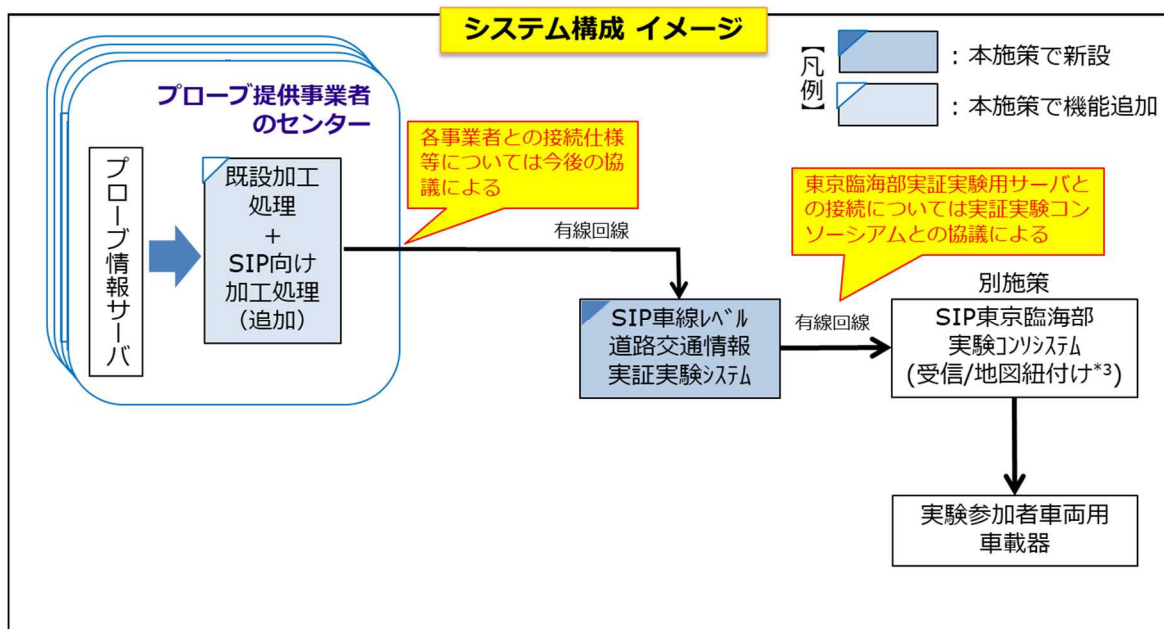 システム構成 イメージ
【凡例】
：本施策で新設
：本施策で機能追加
プローブ提供事業者
のセンター
プローブ情報サーバ
既設加工
処理
+
SIP向け
加工処理
(追加)
各事業者との接続仕様
等については今後の協
議による
有線回線
東京臨海部実証実験用サーバと
の接続については実証実験コン
ソーシアムとの協議による
SIP車線ﾚﾍﾞﾙ
道路交通情報
実証実験ｼｽﾃﾑ
有線回線
別施策
SIP東京臨海部
実験ｺﾝｿｼｽﾃﾑ
(受信/地図紐付け*3)
実験参加者車両用
車載器